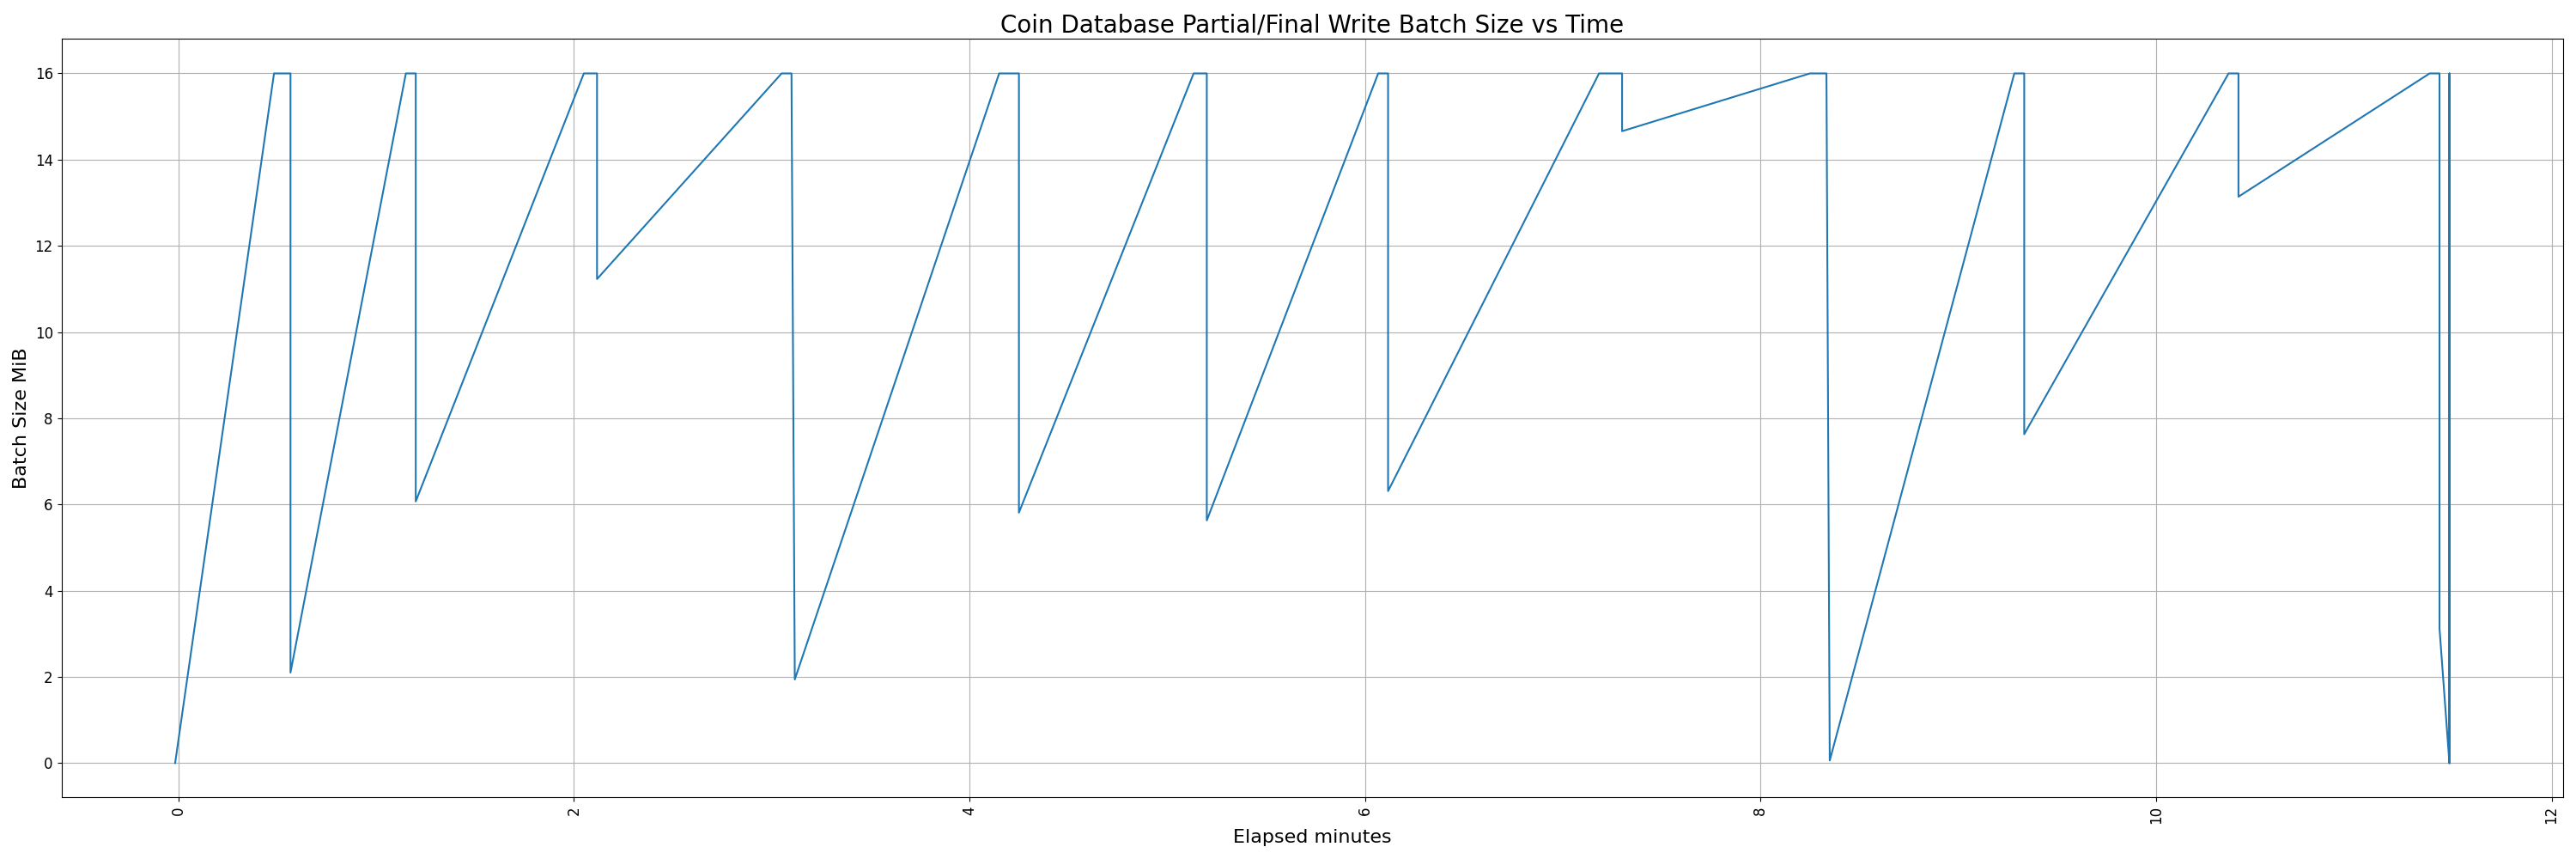 Coin Database Partial/Final Write Batch Size vs Time
Batch Size MiB
16
14
12
10
8
6
4
2
0
0 2 4 6 8 10 12
Elapsed minutes